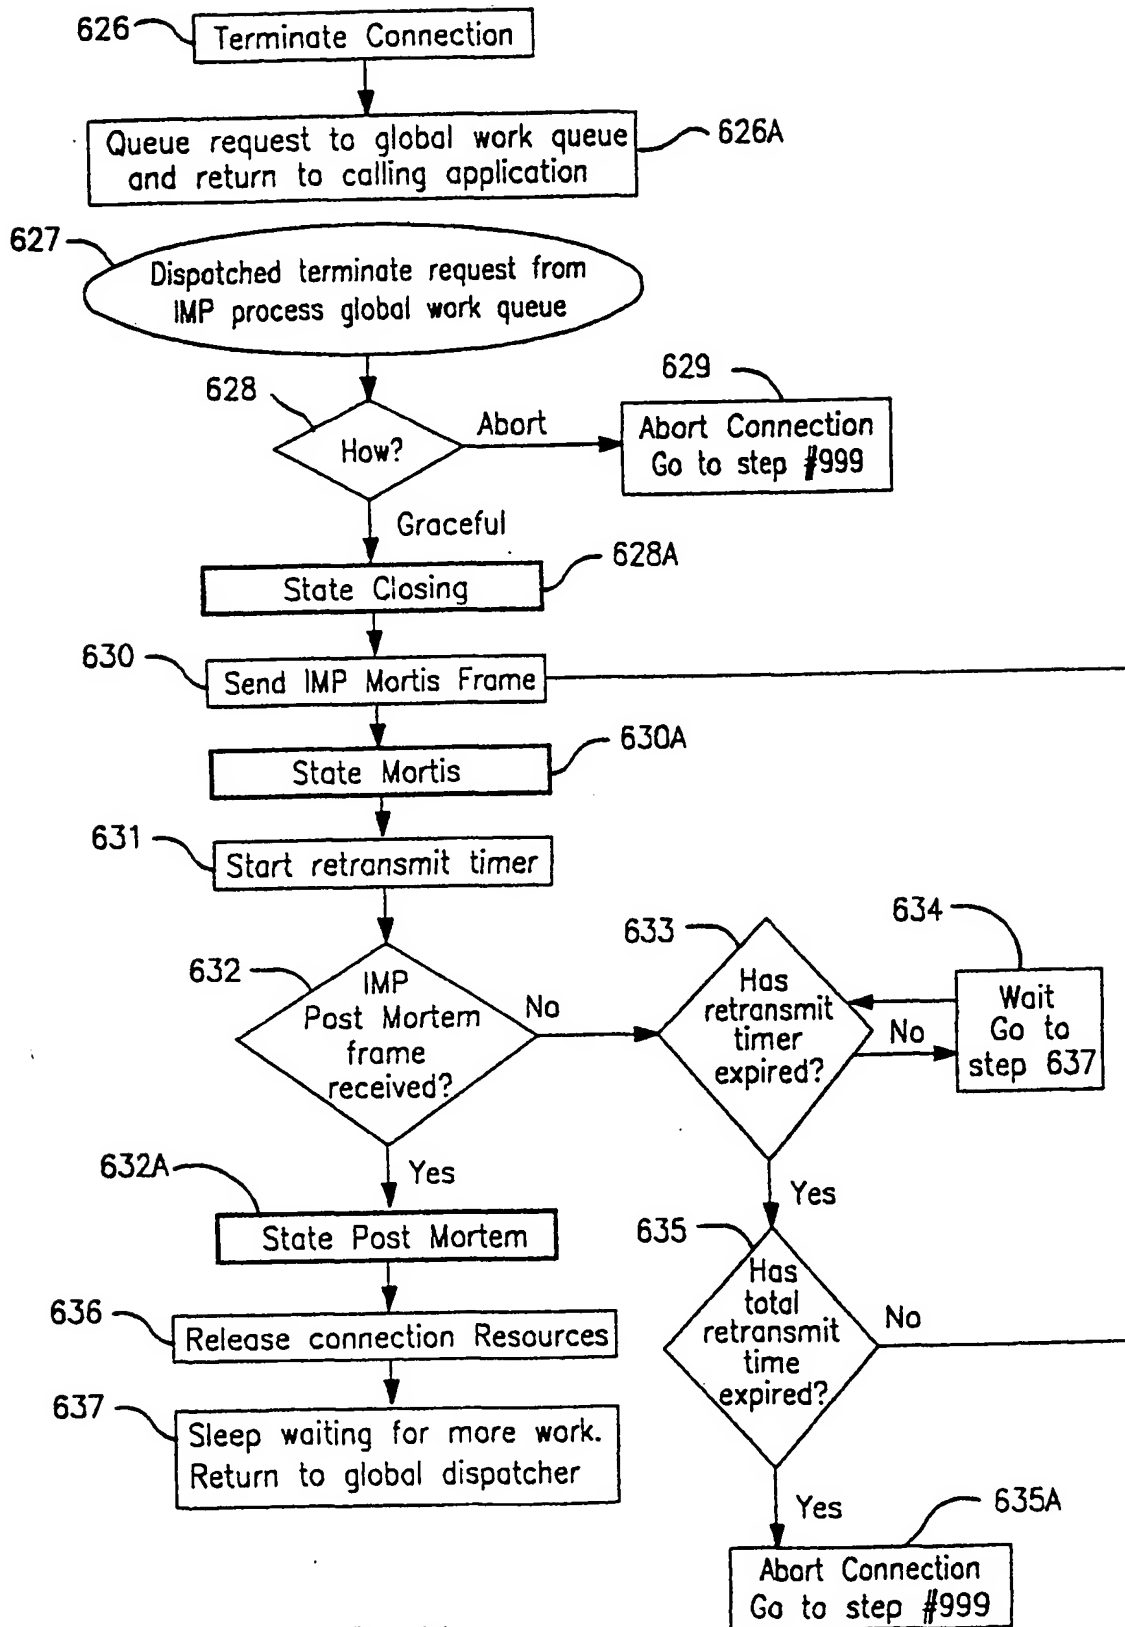 626
Terminate Connection
Queue request to global work queue
and return to calling application
626A
627
Dispatched terminate request from
IMP process global work queue
628
How?
Abort
629
Abort Connection
Go to step #999
Graceful
628A
State Closing
630
Send IMP Mortis Frame
630A
State Mortis
631
Start retransmit timer
632
IMP
Post Mortem
frame
received?
No
633
Has
retransmit
timer
expired?
No
634
Wait
Go to
step 637
Yes
632A
State Post Mortem
Yes
635
Has
total
retransmit
time
expired?
No
636
Release connection Resources
637
Sleep waiting for more work.
Return to global dispatcher
Yes
635A
Abort Connection
Go to step #999